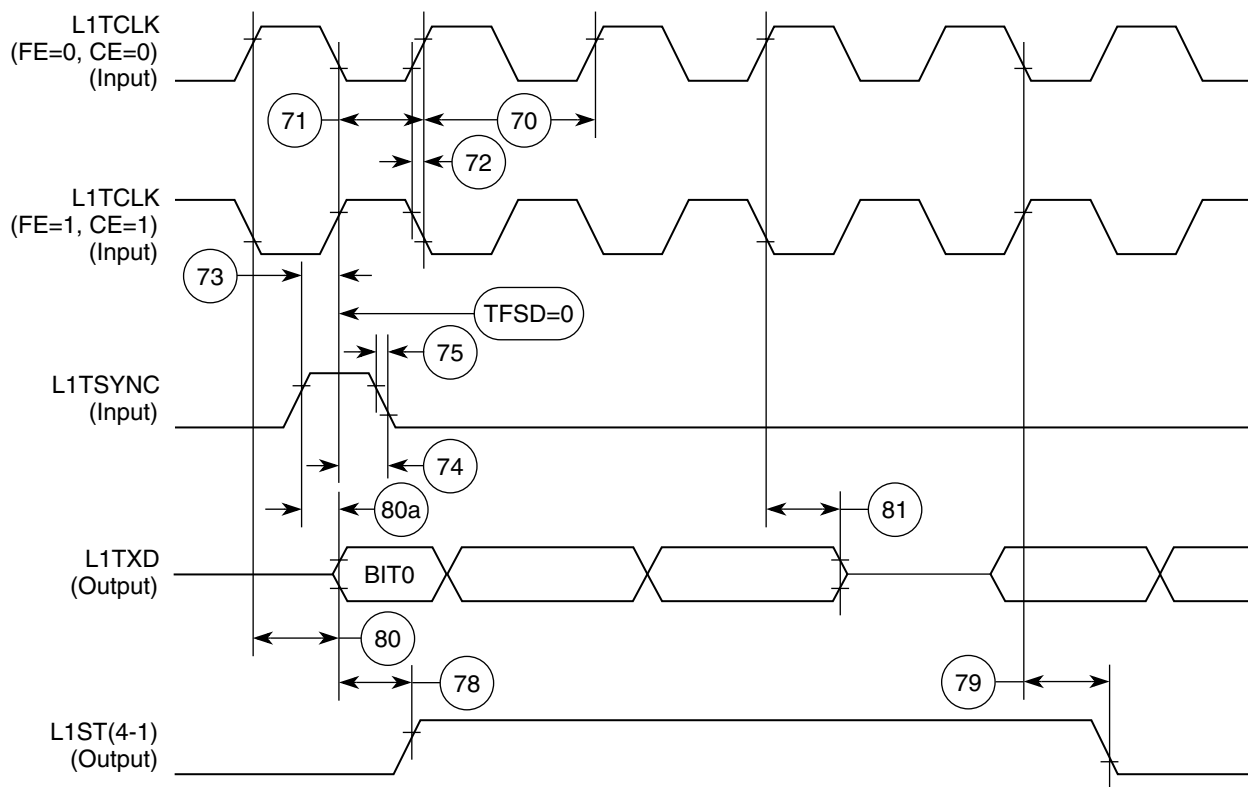 L1TCLK
(FE=0, CE=0)
(Input)
71
70
72
L1TCLK
(FE=1, CE=1)
(Input)
73
TFSD=0
75
L1TSYNC
(Input)
74
80a
81
L1TXD
(Output)
BIT0
80
78
79
L1ST(4-1)
(Output)